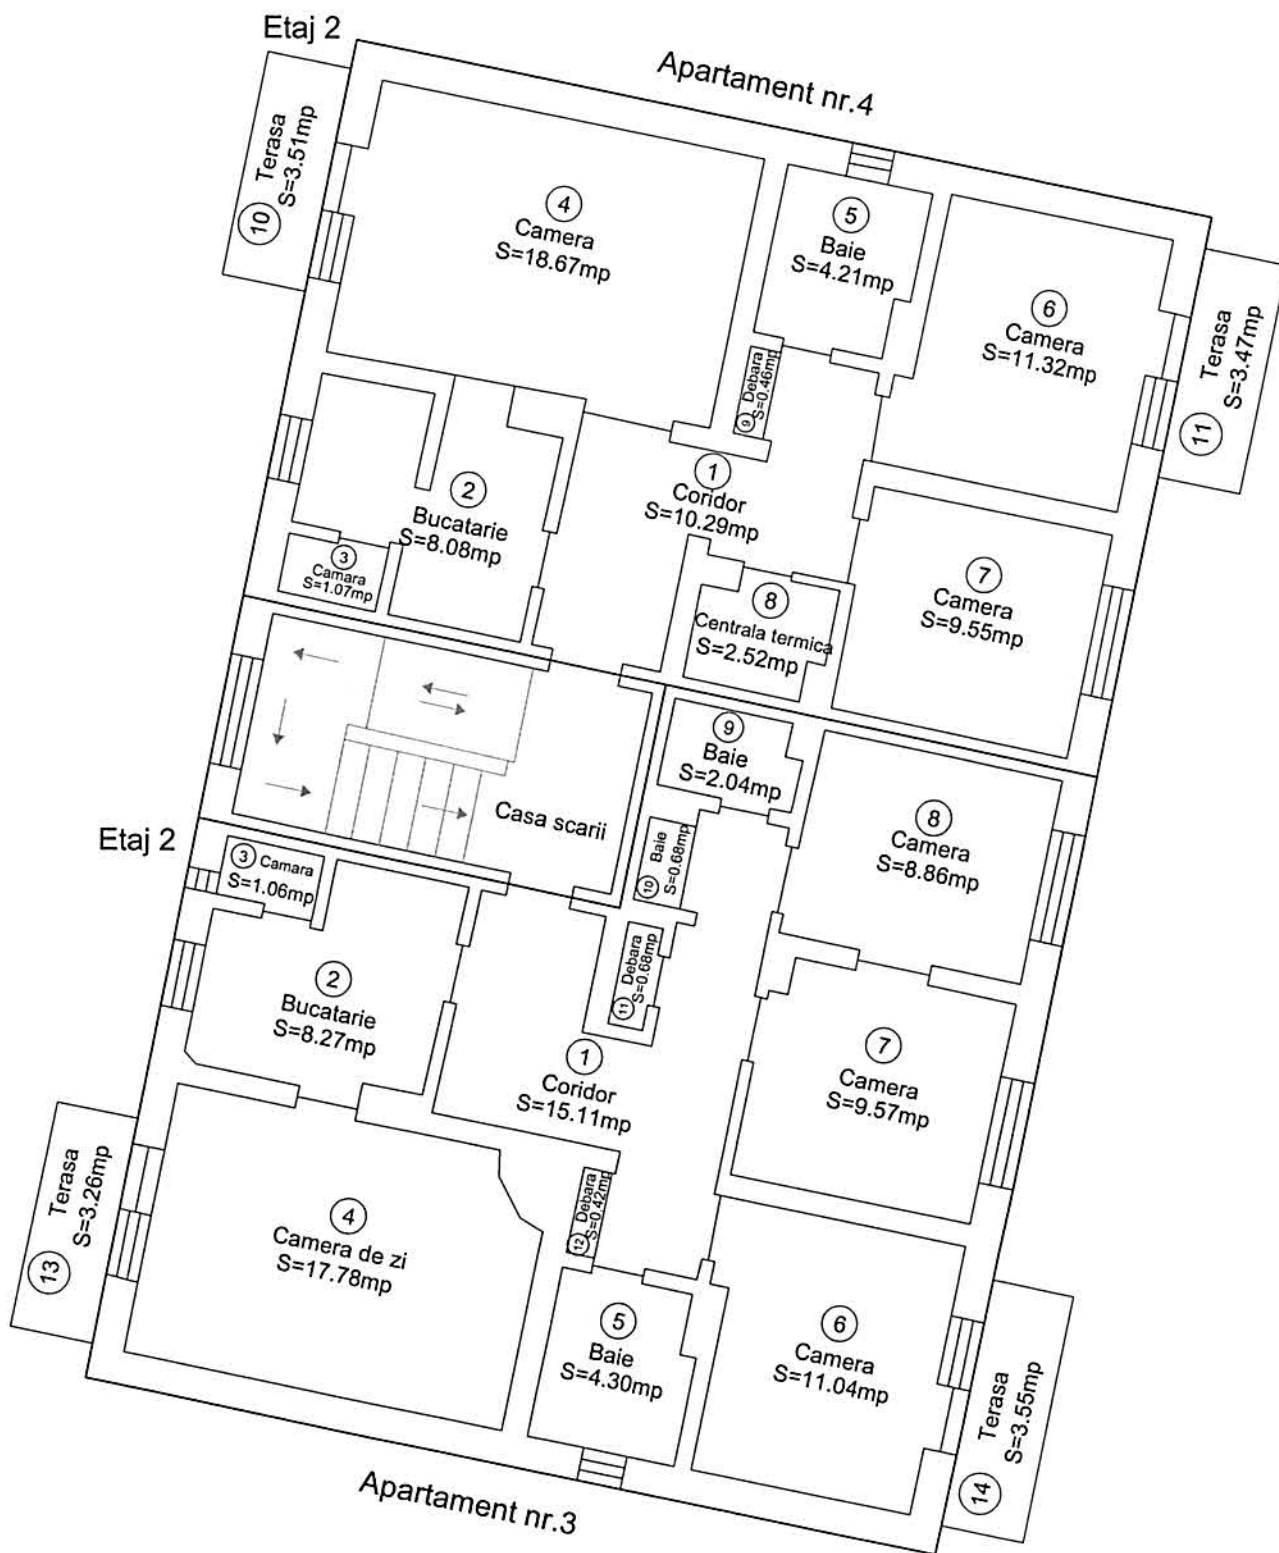 Etaj 2
Apartament nr.4
10
Terasa
S=3.51mp
4
Camera
S=18.67mp
5
Baie
S=4.21mp
6
Camera
S=11.32mp
Terasa
S=3.47mp
11
9
Debara
S=0.46mp
1
Coridor
S=10.29mp
2
Bucatarie
S=8.08mp
3
Camara
S=1.07mp
8
Centrala termica
S=2.52mp
7
Camera
S=9.55mp
Casa scarii
Etaj 2
9
Baie
S=2.04mp
8
Camera
S=8.86mp
3 Camara
S=1.06mp
10
Baie
S=0.68mp
11
Debara
S=0.68mp
2
Bucatarie
S=8.27mp
1
Coridor
S=15.11mp
7
Camera
S=9.57mp
13
Terasa
S=3.26mp
4
Camera de zi
S=17.78mp
12
Debara
S=0.42mp
5
Baie
S=4.30mp
6
Camera
S=11.04mp
14
Terasa
S=3.55mp
Apartament nr.3